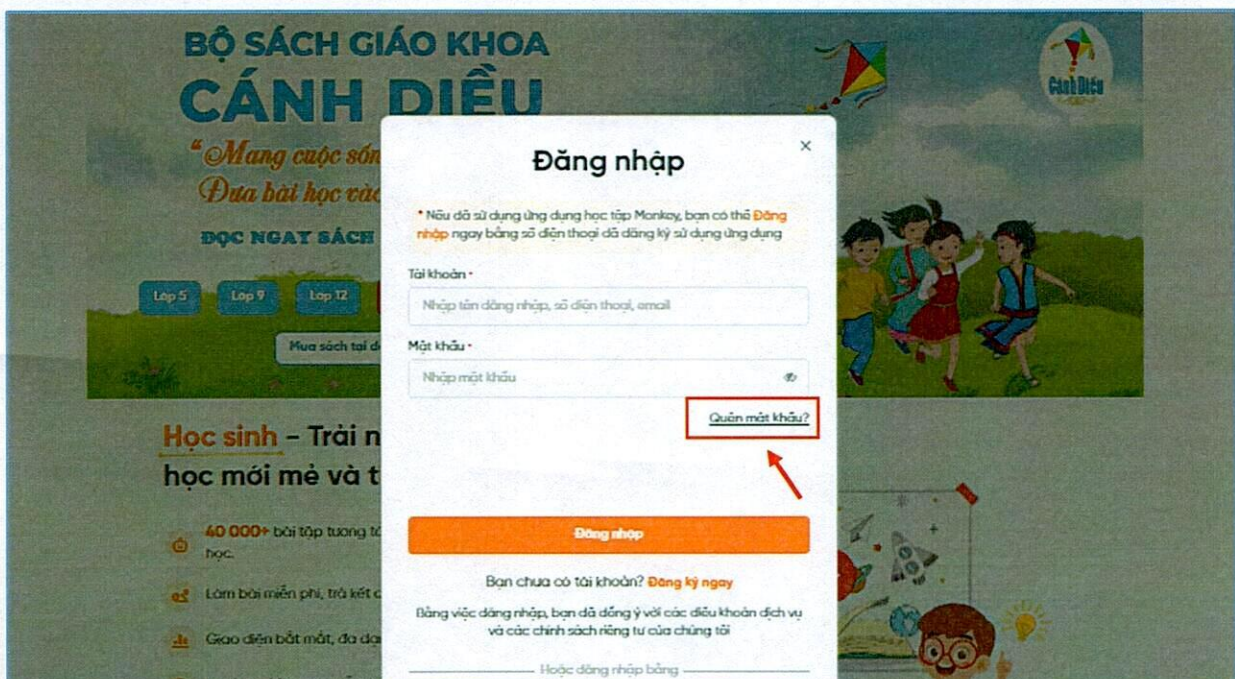 BỘ SÁCH GIÁO KHOA
CÁNH DIỀU
Cánh Diều
“Mang cuộc sốn
Đưa bài học vào
ĐỌC NGAY SÁCH
Lớp 5
Lớp 9
Lớp 12
Mua sách tại đ
Đăng nhập
×
* Nếu đã sử dụng ứng dụng học tập Monkey, bạn có thể Đăng
nhập ngay bằng số điện thoại đã đăng ký sử dụng ứng dụng
Tài khoản *
Nhập tên đăng nhập, số điện thoại, email
Mật khẩu *
Nhập mật khẩu
Quên mật khẩu?
Đăng nhập
Bạn chưa có tài khoản? Đăng ký ngay
Bằng việc đăng nhập, bạn đã đồng ý với các điều khoản dịch vụ
và các chính sách riêng tư của chúng tôi
Hoặc đăng nhập bằng
Học sinh – Trải n
học mới mẻ và t
40 000+ bài tập tương tá
học.
Làm bài miễn phí, trả kết q
Giao diện bắt mắt, đa dạ